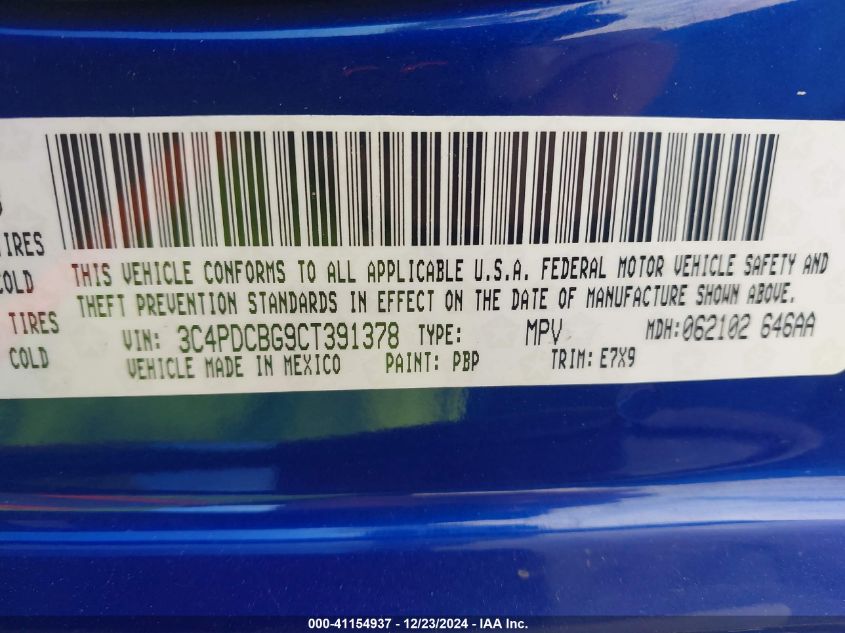 TIRES
COLD
TIRES
COLD
THIS VEHICLE CONFORMS TO ALL APPLICABLE U.S.A. FEDERAL MOTOR VEHICLE SAFETY AND
THEFT PREVENTION STANDARDS IN EFFECT ON THE DATE OF MANUFACTURE SHOWN ABOVE.
VIN: 3C4PDCBG9CT391378 TYPE: MPV MDH:062102 646AA
VEHICLE MADE IN MEXICO PAINT: PBP TRIM: E7X9
000-41154937 - 12/23/2024 - IAA Inc.